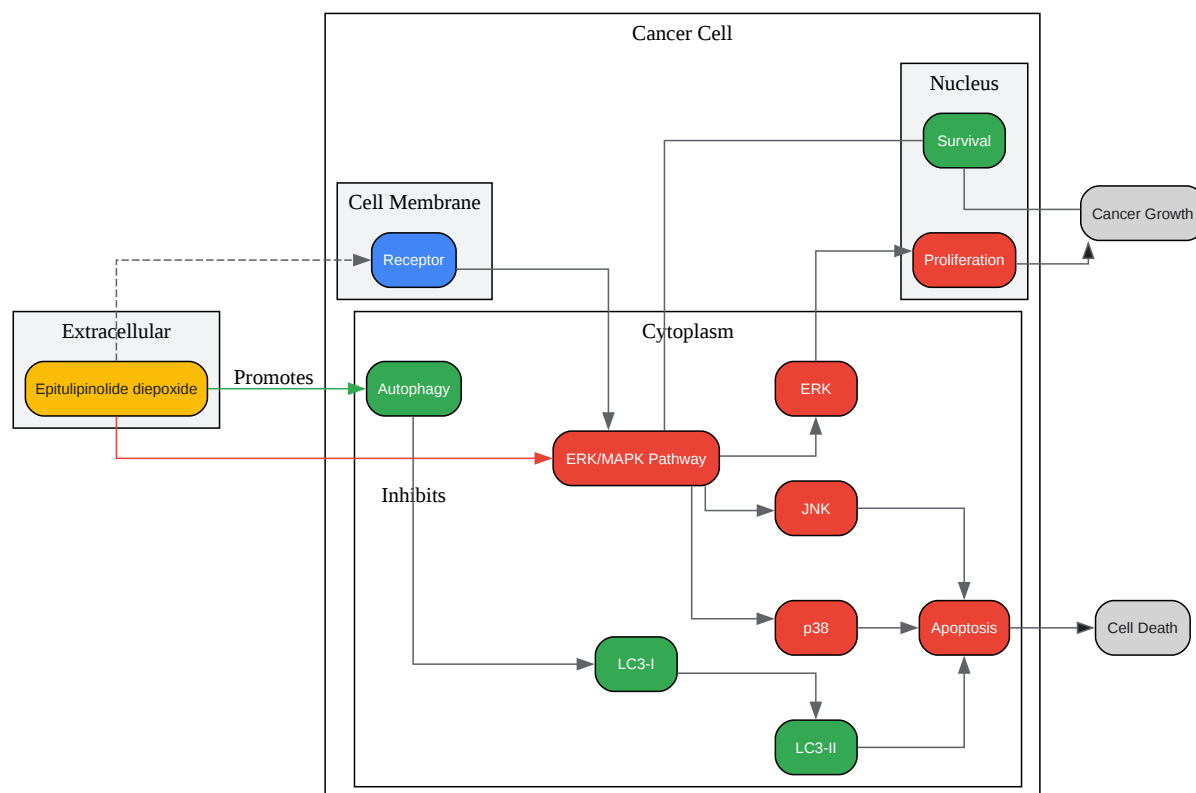 Cancer Cell
Nucleus
Survival
Cell Membrane
Cancer Growth
Receptor
Proliferation
Extracellular
Cytoplasm
Epitulipinolide diepoxide
Promotes
Autophagy
ERK
ERK/MAPK Pathway
Inhibits
JNK
p38
Apoptosis
Cell Death
LC3-I
LC3-II